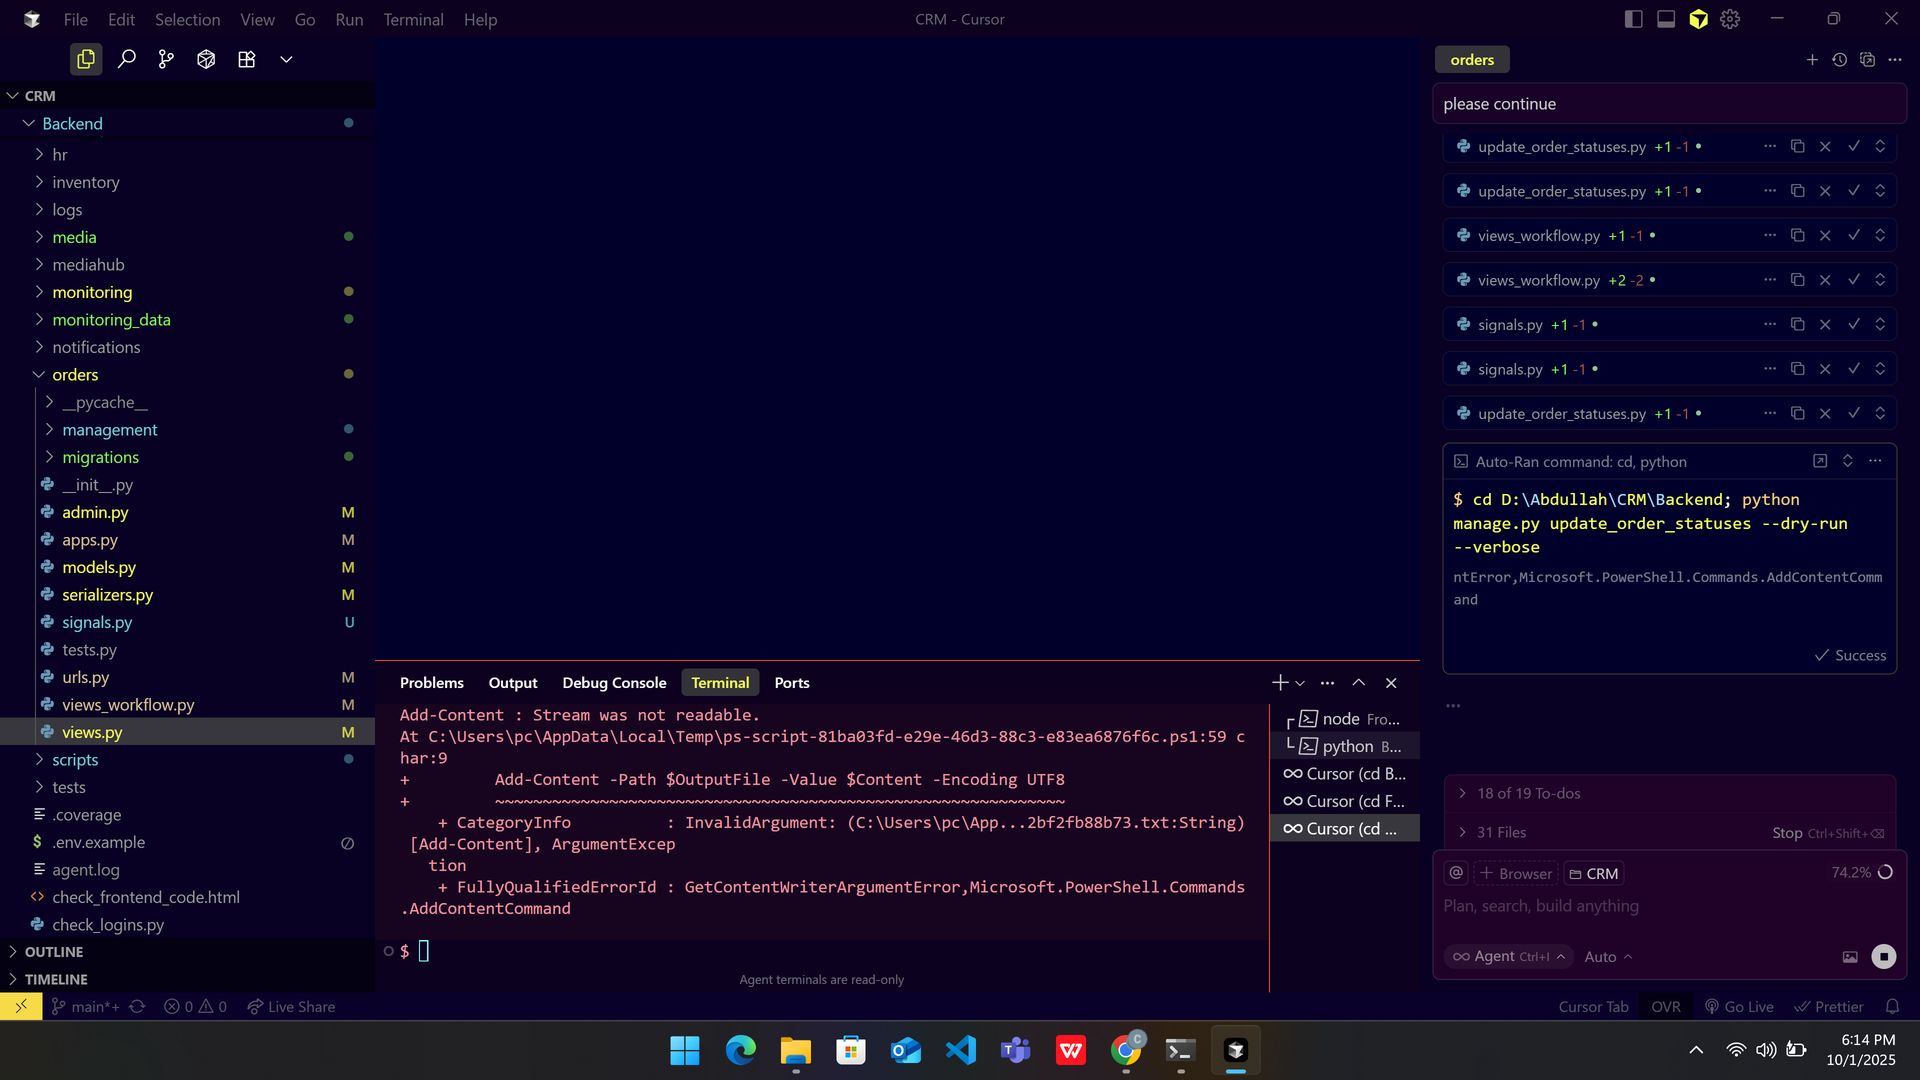 File Edit Selection View Go Run Terminal Help
CRM - Cursor
CRM
Backend
hr
inventory
logs
media
mediahub
monitoring
monitoring_data
notifications
orders
__pycache__
management
migrations
__init__.py
admin.py M
apps.py M
models.py M
serializers.py M
signals.py U
tests.py
urls.py M
views_workflow.py M
views.py M
scripts
tests
.coverage
.env.example
agent.log
check_frontend_code.html
check_logins.py
OUTLINE
TIMELINE
Problems Output Debug Console Terminal Ports
Add-Content : Stream was not readable.
At C:\Users\pc\AppData\Local\Temp\ps-script-81ba03fd-e29e-46d3-88c3-e83ea6876f6c.ps1:59 c
har:9
+         Add-Content -Path $OutputFile -Value $Content -Encoding UTF8
+         ~~~~~~~~~~~~~~~~~~~~~~~~~~~~~~~~~~~~~~~~~~~~~~~~~~~~~~~~~~~~
    + CategoryInfo          : InvalidArgument: (C:\Users\pc\App...2bf2fb88b73.txt:String)
 [Add-Content], ArgumentExcep
   tion
    + FullyQualifiedErrorId : GetContentWriterArgumentError,Microsoft.PowerShell.Commands
.AddContentCommand
$
Agent terminals are read-only
node Fro...
python B...
Cursor (cd B...
Cursor (cd F...
Cursor (cd ...
orders
please continue
update_order_statuses.py +1 -1
update_order_statuses.py +1 -1
views_workflow.py +1 -1
views_workflow.py +2 -2
signals.py +1 -1
signals.py +1 -1
update_order_statuses.py +1 -1
Auto-Ran command: cd, python
$ cd D:\Abdullah\CRM\Backend; python
manage.py update_order_statuses --dry-run
--verbose
ntError,Microsoft.PowerShell.Commands.AddContentComm
and
Success
18 of 19 To-dos
31 Files Stop Ctrl+Shift+
@ + Browser CRM 74.2%
Plan, search, build anything
Agent Ctrl+I Auto
main*+ 0 0 Live Share
Cursor Tab OVR Go Live Prettier
6:14 PM
10/1/2025